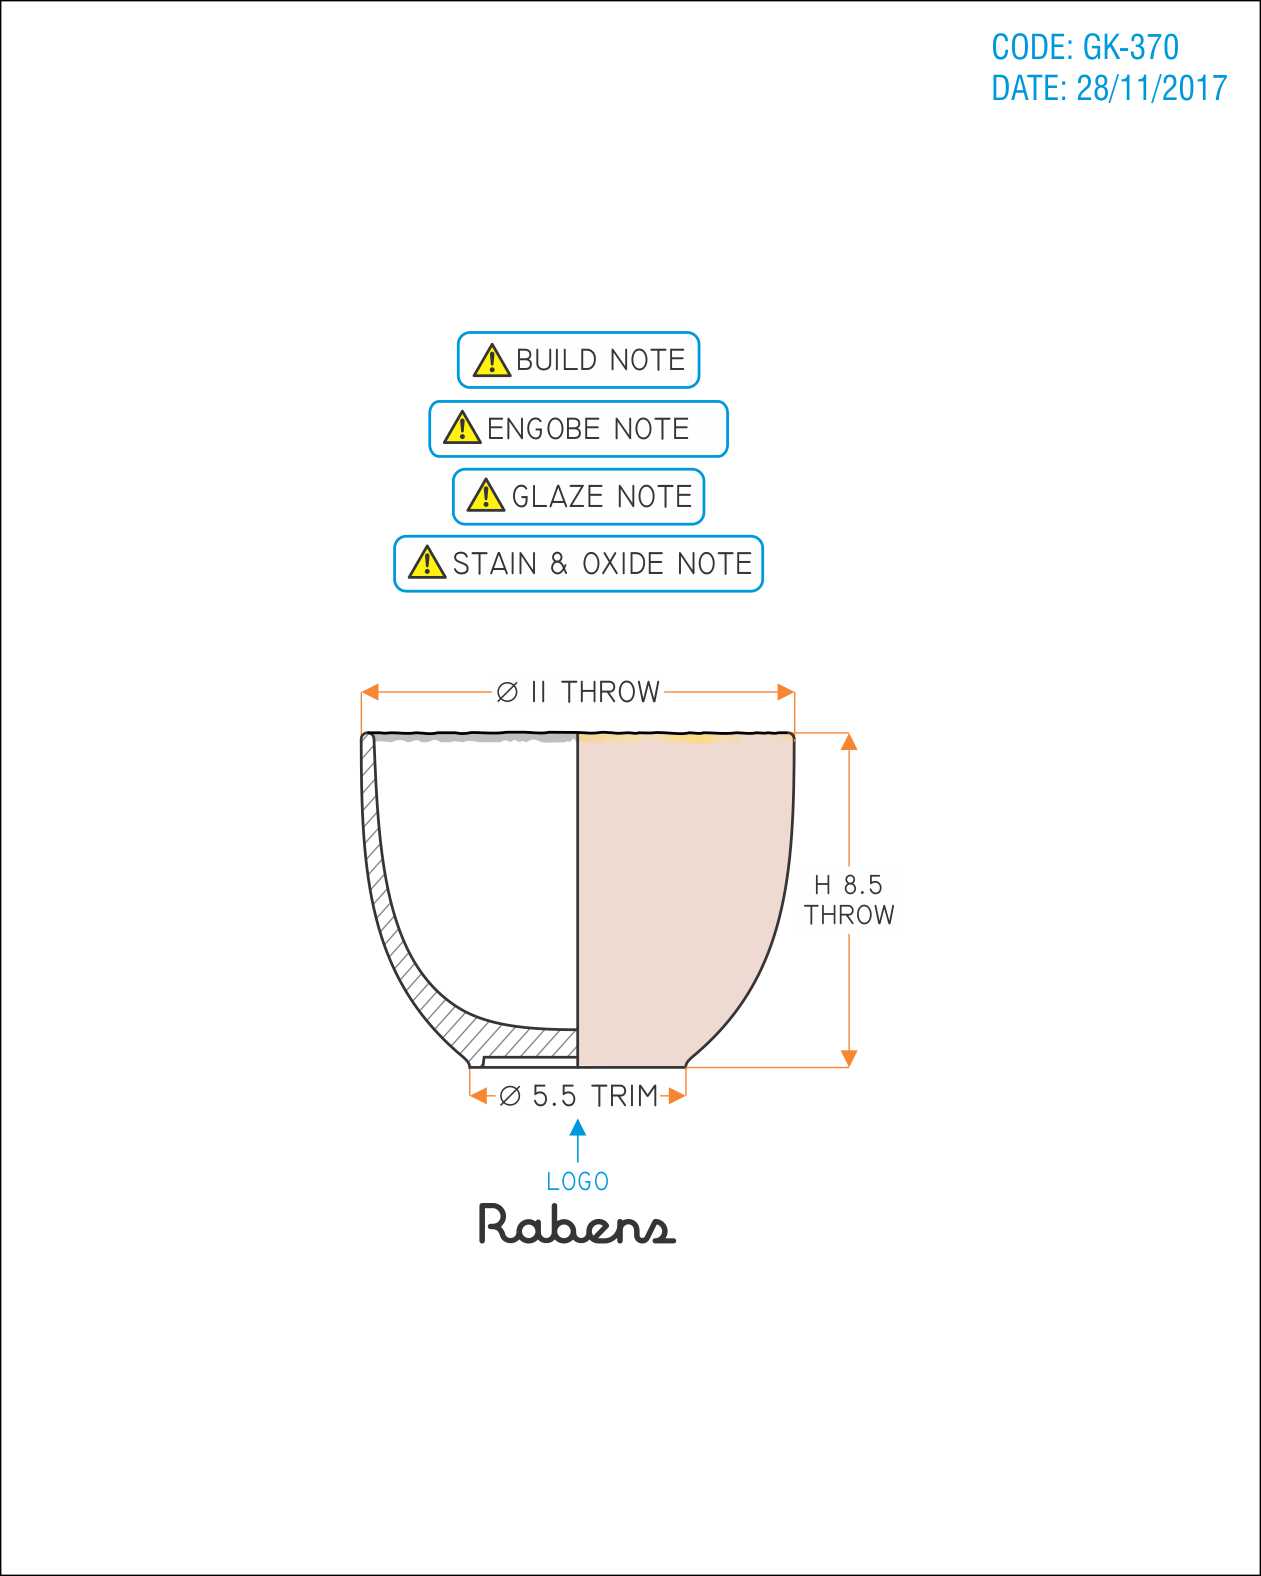 CODE: GK-370
DATE: 28/11/2017
BUILD NOTE
ENGOBE NOTE
GLAZE NOTE
STAIN & OXIDE NOTE
Ø 11 THROW
H 8.5
THROW
Ø 5.5 TRIM
LOGO
Rabens